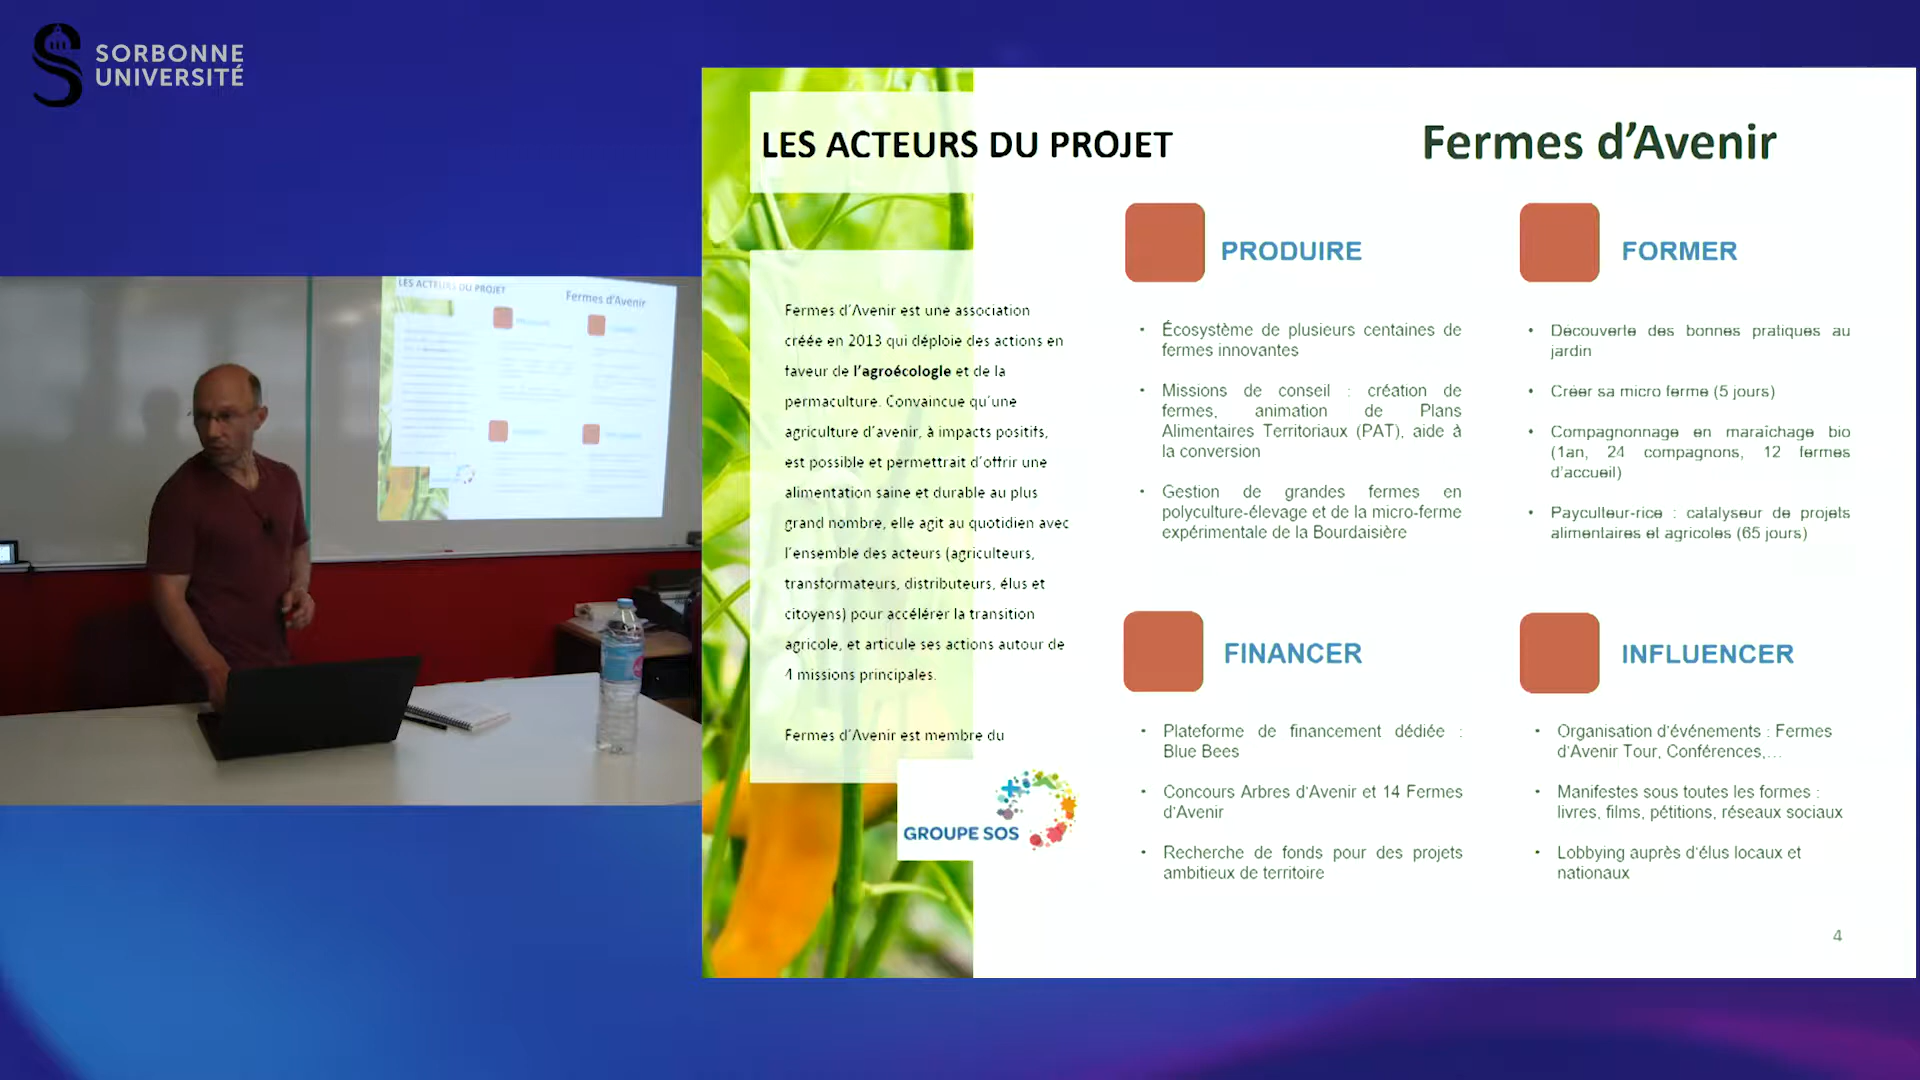 SORBONNE
UNIVERSITÉ
LES ACTEURS DU PROJET
Fermes d'Avenir
Fermes d'Avenir est une association
créée en 2013 qui déploie des actions en
faveur de l'agroécologie et de la
permaculture. Convaincue qu'une
agriculture d'avenir, à impacts positifs,
est possible et permettrait d'offrir une
alimentation saine et durable au plus
grand nombre, elle agit au quotidien avec
l'ensemble des acteurs (agriculteurs,
transformateurs, distributeurs, élus et
citoyens) pour accélérer la transition
agricole, et articule ses actions autour de
4 missions principales.
Fermes d'Avenir est membre du
GROUPE SOS
PRODUIRE
• Écosystème de plusieurs centaines de
fermes innovantes
• Missions de conseil : création de
fermes, animation de Plans
Alimentaires Territoriaux (PAT), aide à
la conversion
• Gestion de grandes fermes en
polyculture-élevage et de la micro-ferme
expérimentale de la Bourdaisière
FORMER
• Découverte des bonnes pratiques au
jardin
• Créer sa micro ferme (5 jours)
• Compagnonnage en maraîchage bio
(1an, 24 compagnons, 12 fermes
d'accueil)
• Payculteur-rice : catalyseur de projets
alimentaires et agricoles (65 jours)
FINANCER
• Plateforme de financement dédiée :
Blue Bees
• Concours Arbres d'Avenir et 14 Fermes
d'Avenir
• Recherche de fonds pour des projets
ambitieux de territoire
INFLUENCER
• Organisation d'événements : Fermes
d'Avenir Tour, Conférences,...
• Manifestes sous toutes les formes :
livres, films, pétitions, réseaux sociaux
• Lobbying auprès d'élus locaux et
nationaux
4
LES ACTEURS DU PROJET
Fermes d'Avenir